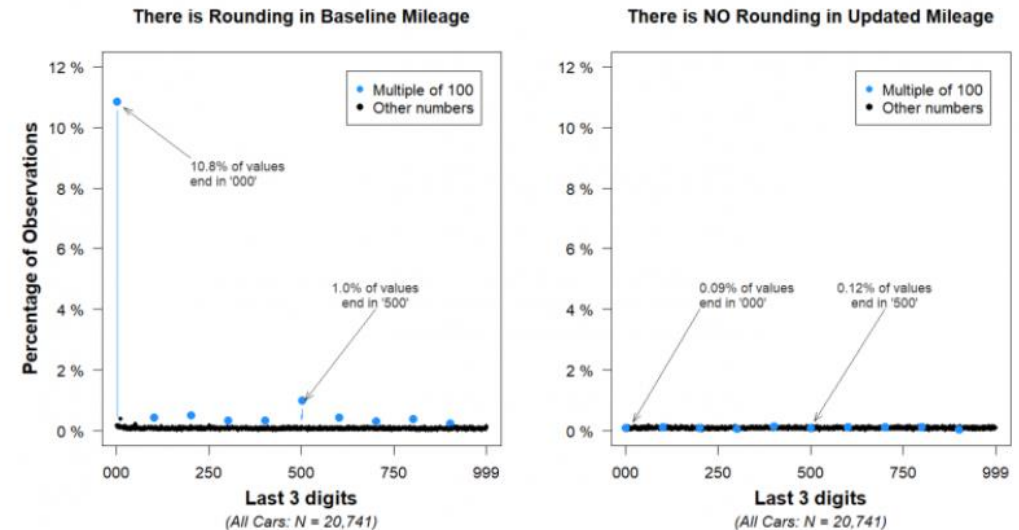 There is Rounding in Baseline Mileage
12 %
10 %
8 %
6 %
4 %
2 %
0 %
Percentage of Observations
Multiple of 100
Other numbers
10.8% of values
end in '000'
1.0% of values
end in '500'
000
250
500
750
999
Last 3 digits
(All Cars: N = 20,741)
There is NO Rounding in Updated Mileage
12 %
10 %
8 %
6 %
4 %
2 %
0 %
Multiple of 100
Other numbers
0.09% of values
end in '000'
0.12% of values
end in '500'
000
250
500
750
999
Last 3 digits
(All Cars: N = 20,741)